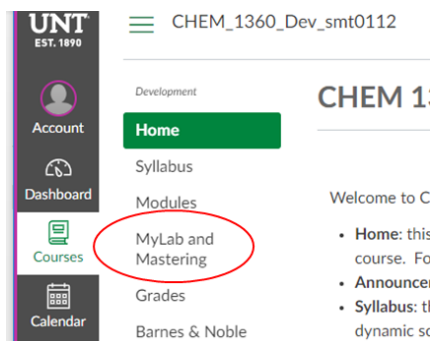 UNT
EST. 1890
CHEM_1360_Dev_smt0112
Account
Dashboard
Courses
Calendar
Development
Home
Syllabus
Modules
MyLab and
Mastering
Grades
Barnes & Noble
CHEM 13
Welcome to C
Home: this
course. Fo
Announcem
Syllabus: th
dynamic sc